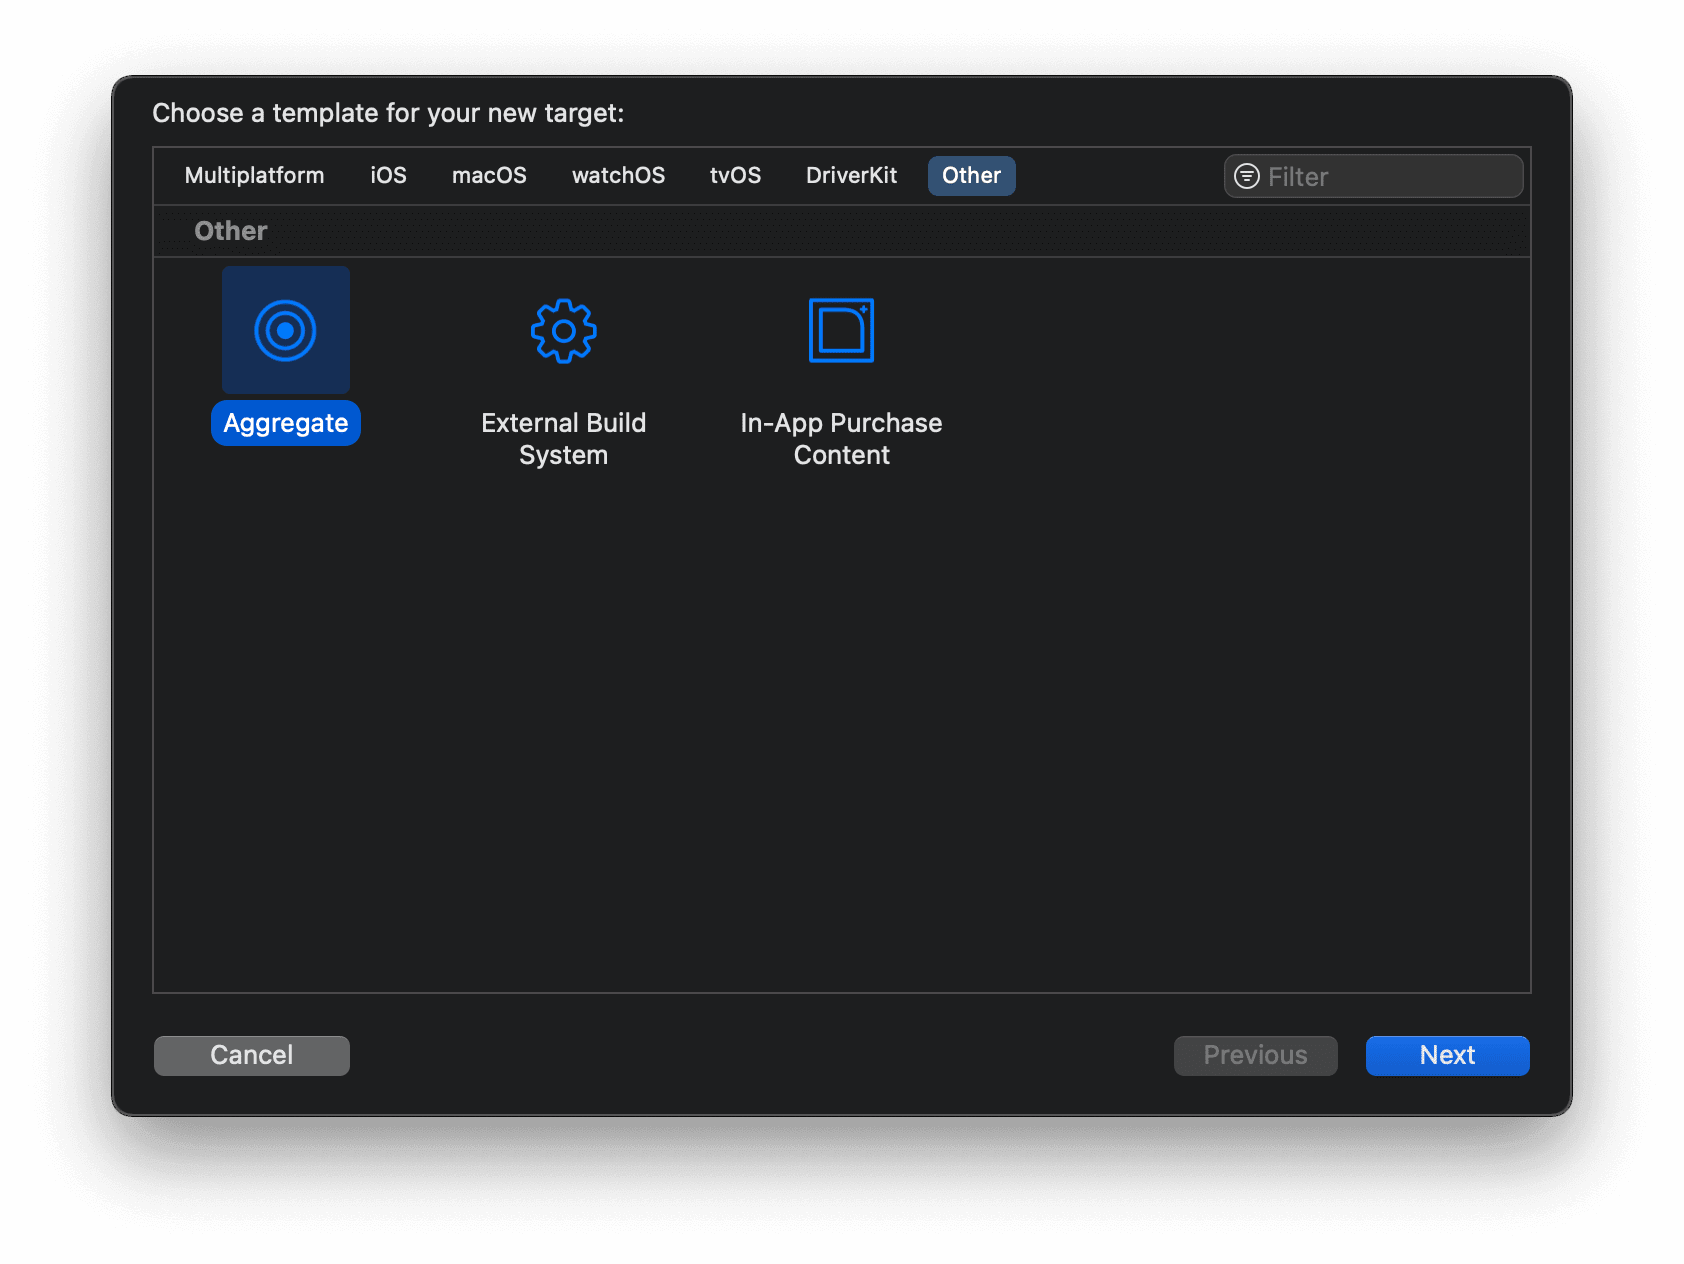 Choose a template for your new target:
Multiplatform iOS macOS watchOS tvOS DriverKit Other Filter
Other
Aggregate
External Build
System
In-App Purchase
Content
Cancel Previous Next